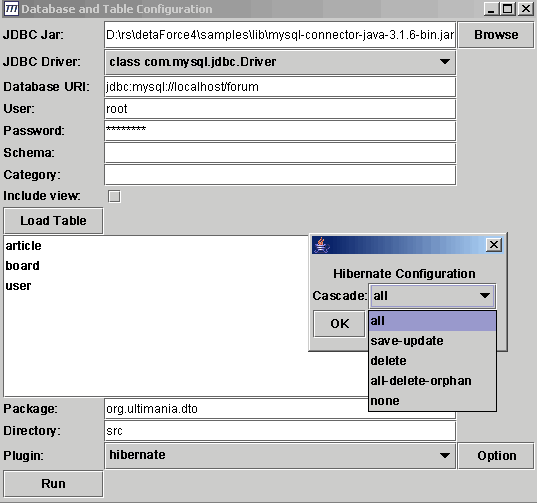 Database and Table Configuration
JDBC Jar: D:\rs\detaForce4\samples\lib\mysql-connector-java-3.1.6-bin.jar Browse
JDBC Driver: class com.mysql.jdbc.Driver
Database URI: jdbc:mysql://localhost/forum
User: root
Password: ********
Schema:
Category:
Include view:
Load Table
article
board
user
Hibernate Configuration
Cascade: all
OK
all
save-update
delete
all-delete-orphan
none
Package: org.ultimania.dto
Directory: src
Plugin: hibernate Option
Run